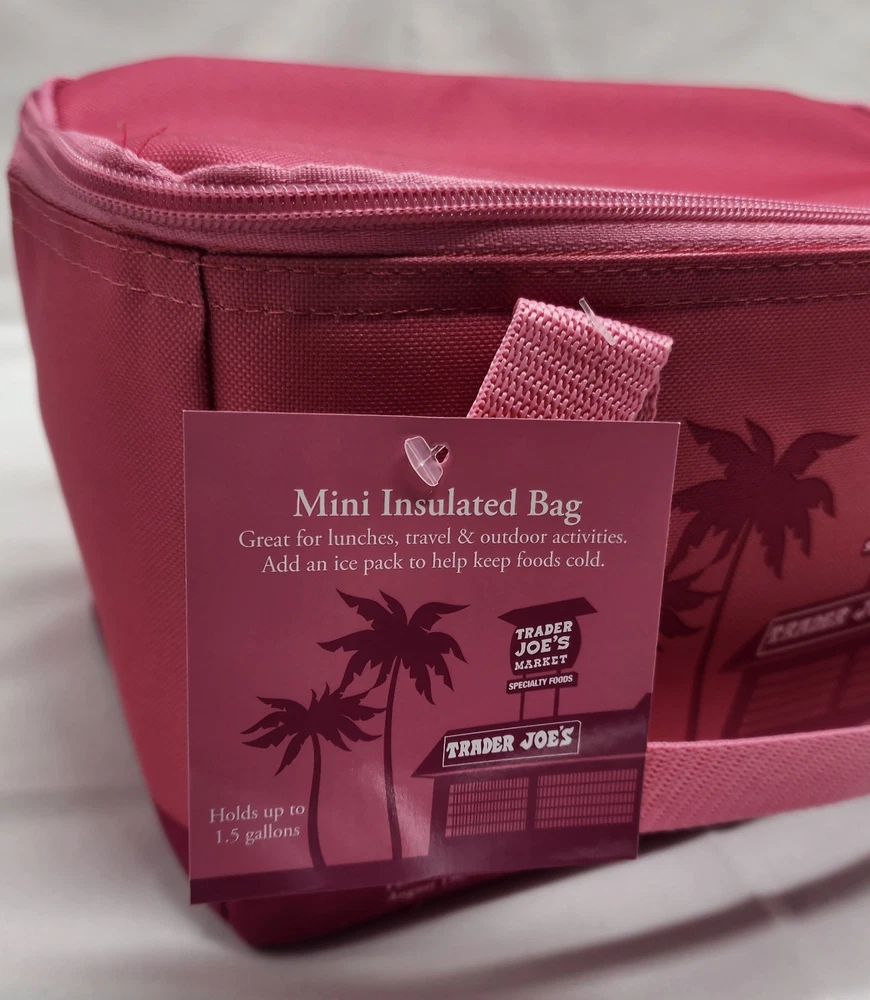 Mini Insulated Bag
Great for lunches, travel & outdoor activities.
Add an ice pack to help keep foods cold.
TRADER
JOE'S
MARKET
SPECIALTY FOODS
TRADER JOE'S
Holds up to
1.5 gallons
TRADER JO